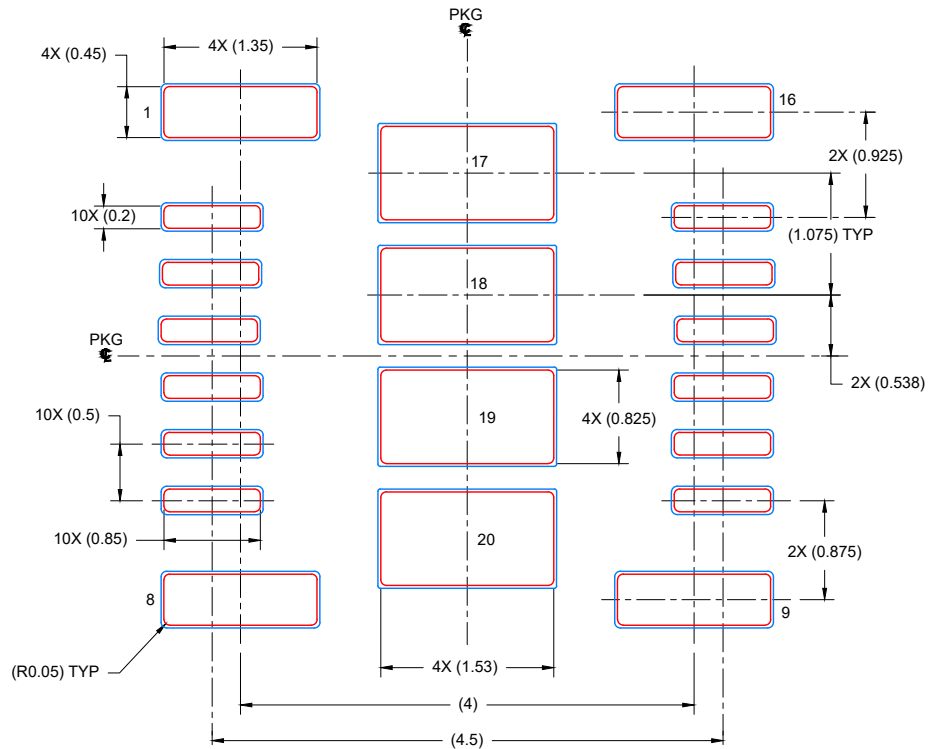 PKG
℄
4X (1.35)
4X (0.45)
1
16
17
2X (0.925)
10X (0.2)
(1.075) TYP
18
PKG
℄
2X (0.538)
10X (0.5)
19
4X (0.825)
10X (0.85)
20
2X (0.875)
8
9
(R0.05) TYP
4X (1.53)
(4)
(4.5)